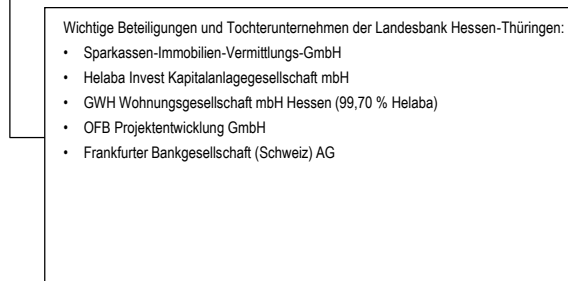 Wichtige Beteiligungen und Tochterunternehmen der Landesbank Hessen-Thüringen:
• Sparkassen-Immobilien-Vermittlungs-GmbH
• Helaba Invest Kapitalanlagegesellschaft mbH
• GWH Wohnungsgesellschaft mbH Hessen (99,70 % Helaba)
• OFB Projektentwicklung GmbH
• Frankfurter Bankgesellschaft (Schweiz) AG